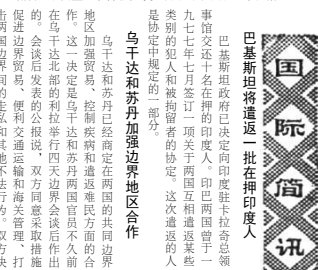 国际简讯
巴基斯坦将遣返一批在押印度人
巴基斯坦政府已决定向印度驻卡拉奇总领
事馆交还十名在押的印度人。印巴两国曾于一
九七七年七月签订一项关于两国互相遣返某些
类别的犯人和被拘留者的协定。这次遣返的人
是协定中规定的一部分。
乌干达和苏丹加强边界地区合作
乌干达和苏丹已经商定在两国的共同边界
地区加强贸易、控制疾病和遣返难民方面的合
作。这一决定是乌干达和苏丹两国官员不久前
在乌干达北部的利拉举行四天边界会谈后作出
的。会谈后发表的公报说，双方同意采取措施
促进边界贸易、便利交通运输和海关管理、打
击两国边界间的走私和其他不法行为。双方决